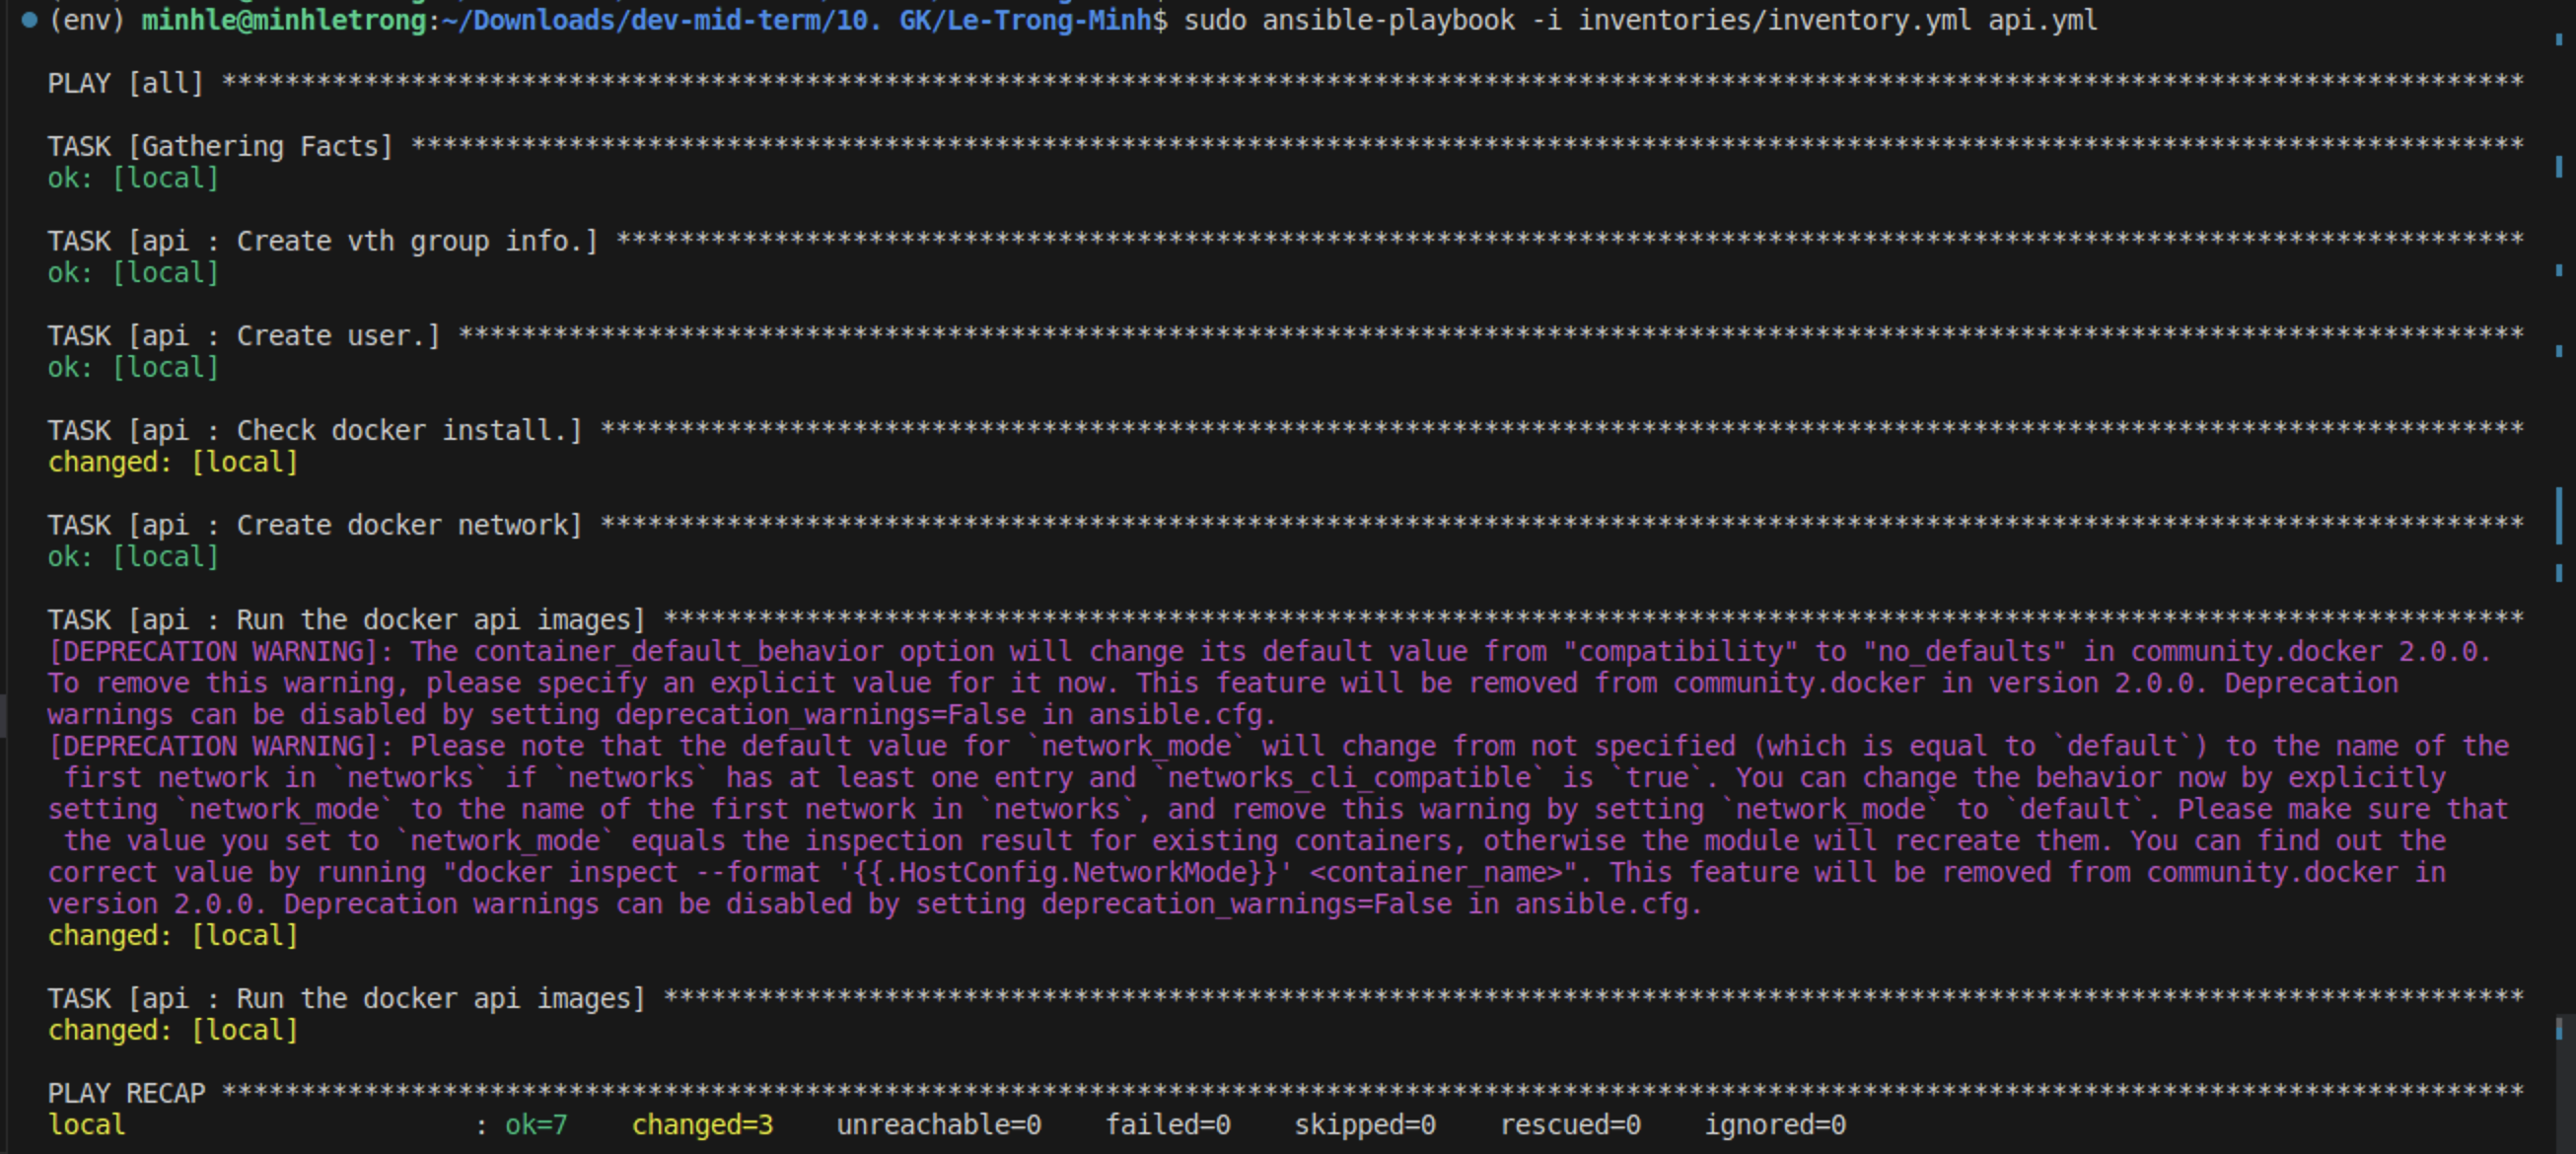 (env) minhle@minhletrong:~/Downloads/dev-mid-term/10. GK/Le-Trong-Minh$ sudo ansible-playbook -i inventories/inventory.yml api.yml
PLAY [all] **************************************************************************************************************************************************
TASK [Gathering Facts] **************************************************************************************************************************************
ok: [local]
TASK [api : Create vth group info.] *************************************************************************************************************************
ok: [local]
TASK [api : Create user.] ***********************************************************************************************************************************
ok: [local]
TASK [api : Check docker install.] **************************************************************************************************************************
changed: [local]
TASK [api : Create docker network] **************************************************************************************************************************
ok: [local]
TASK [api : Run the docker api images] **********************************************************************************************************************
[DEPRECATION WARNING]: The container_default_behavior option will change its default value from "compatibility" to "no_defaults" in community.docker 2.0.0.
To remove this warning, please specify an explicit value for it now. This feature will be removed from community.docker in version 2.0.0. Deprecation
warnings can be disabled by setting deprecation_warnings=False in ansible.cfg.
[DEPRECATION WARNING]: Please note that the default value for `network_mode` will change from not specified (which is equal to `default`) to the name of the
first network in `networks` if `networks` has at least one entry and `networks_cli_compatible` is `true`. You can change the behavior now by explicitly
setting `network_mode` to the name of the first network in `networks`, and remove this warning by setting `network_mode` to `default`. Please make sure that
the value you set to `network_mode` equals the inspection result for existing containers, otherwise the module will recreate them. You can find out the
correct value by running "docker inspect --format '{{.HostConfig.NetworkMode}}' <container_name>". This feature will be removed from community.docker in
version 2.0.0. Deprecation warnings can be disabled by setting deprecation_warnings=False in ansible.cfg.
changed: [local]
TASK [api : Run the docker api images] **********************************************************************************************************************
changed: [local]
PLAY RECAP **************************************************************************************************************************************************
local : ok=7 changed=3 unreachable=0 failed=0 skipped=0 rescued=0 ignored=0